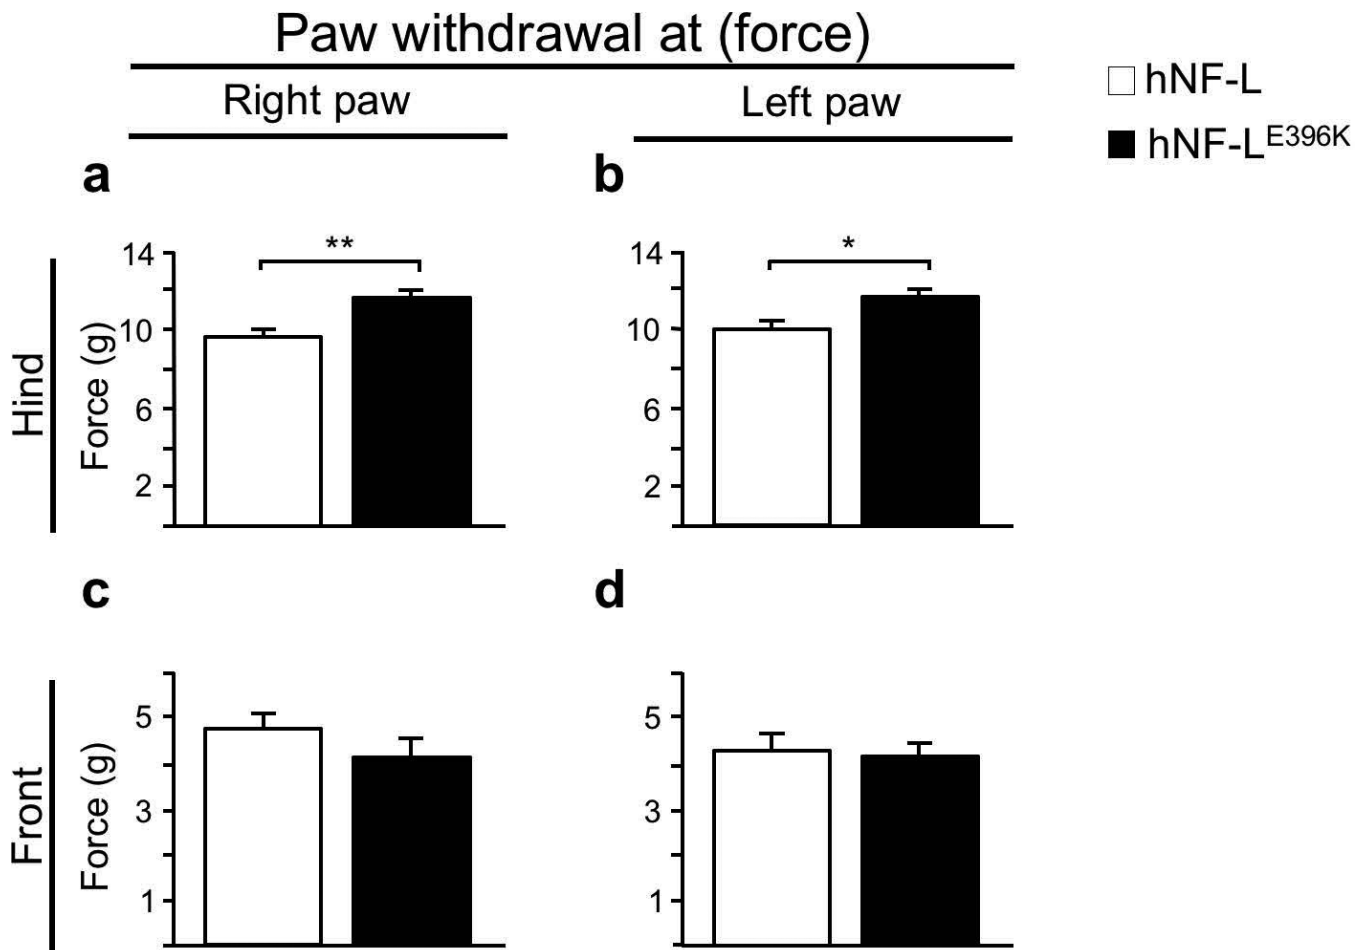 Paw withdrawal at (force)
Right paw
Left paw
hNF-L
hNF-L^E396K
a
b
Hind
Force (g)
14
10
6
2
**
14
10
6
2
*
c
d
Front
Force (g)
5
3
1
5
3
1